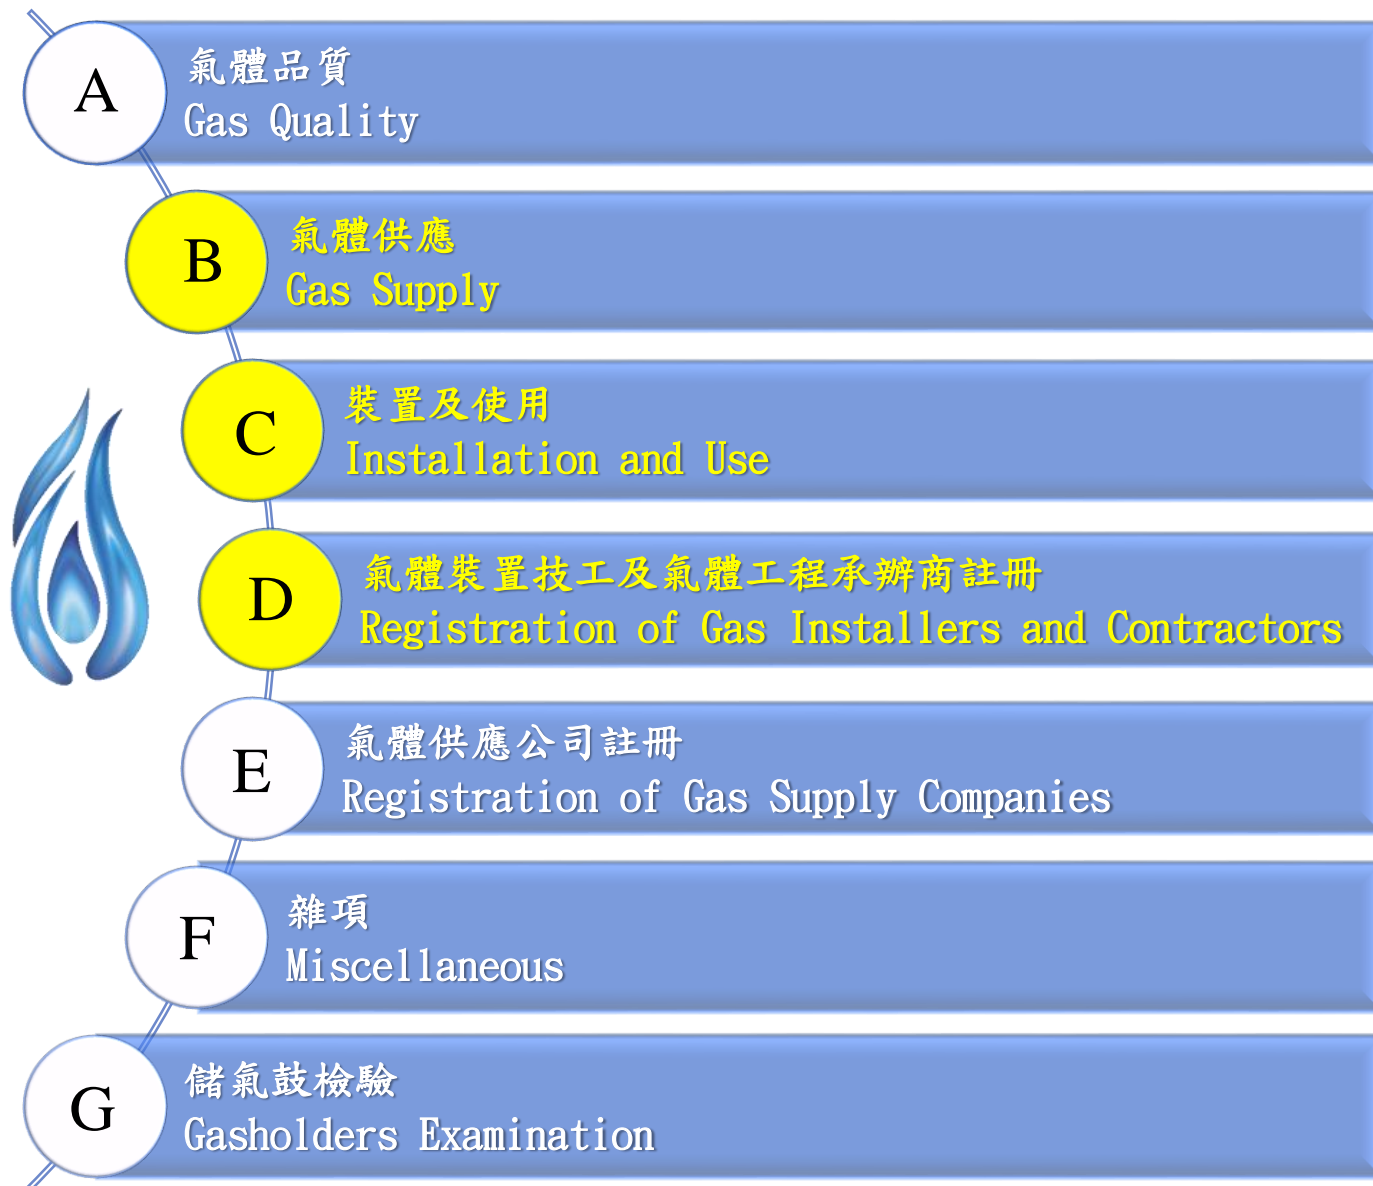 A
氣體品質
Gas Quality
B
氣體供應
Gas Supply
C
裝置及使用
Installation and Use
D
氣體裝置技工及氣體工程承辦商註冊
Registration of Gas Installers and Contractors
E
氣體供應公司註冊
Registration of Gas Supply Companies
F
雜項
Miscellaneous
G
儲氣鼓檢驗
Gasholders Examination